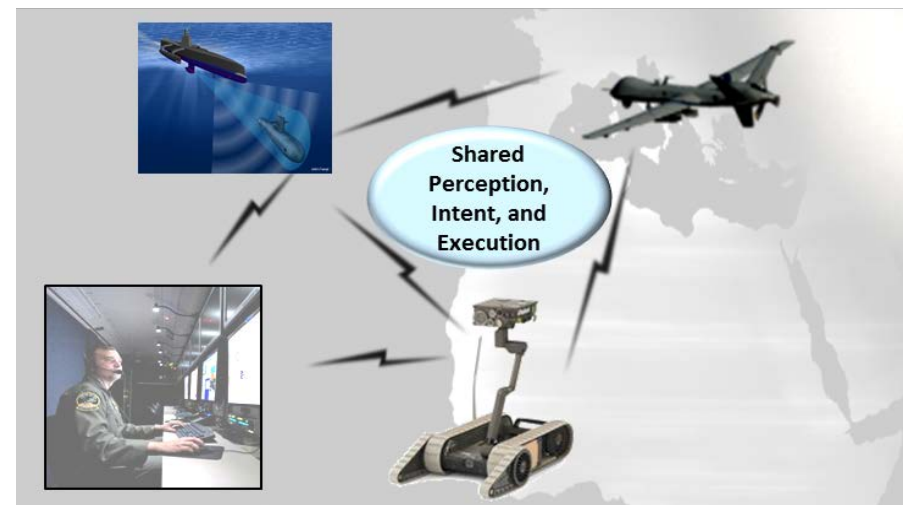 Shared
Perception,
Intent, and
Execution